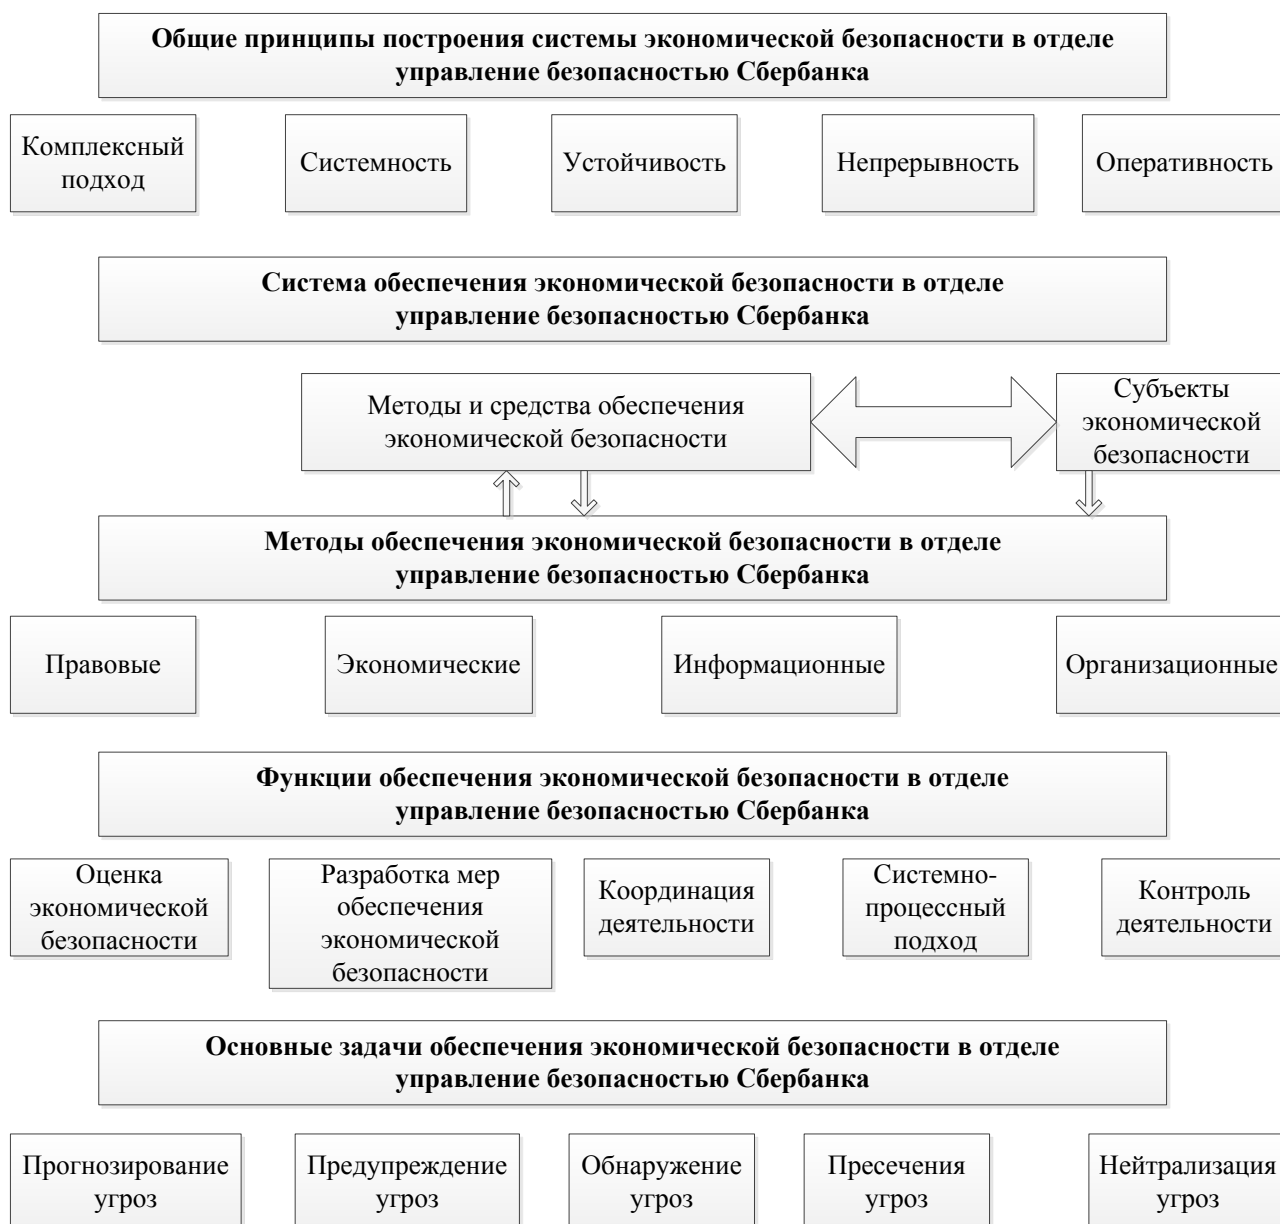 Общие принципы построения системы экономической безопасности в отделе
управление безопасностью Сбербанка
Комплексный
подход
Системность
Устойчивость
Непрерывность
Оперативность
Система обеспечения экономической безопасности в отделе
управление безопасностью Сбербанка
Методы и средства обеспечения
экономической безопасности
Субъекты
экономической
безопасности
Методы обеспечения экономической безопасности в отделе
управление безопасностью Сбербанка
Правовые
Экономические
Информационные
Организационные
Функции обеспечения экономической безопасности в отделе
управление безопасностью Сбербанка
Оценка
экономической
безопасности
Разработка мер
обеспечения
экономической
безопасности
Координация
деятельности
Системно-
процессный
подход
Контроль
деятельности
Основные задачи обеспечения экономической безопасности в отделе
управление безопасностью Сбербанка
Прогнозирование
угроз
Предупреждение
угроз
Обнаружение
угроз
Пресечения
угроз
Нейтрализация
угроз